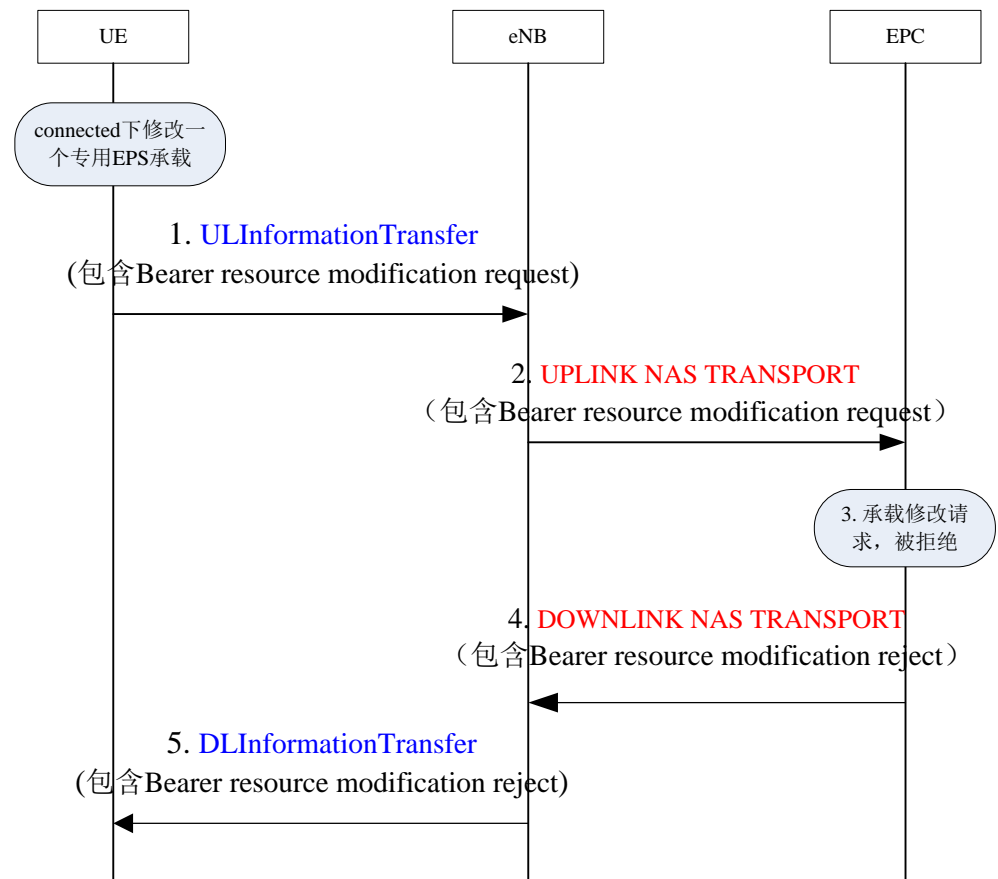 UE
eNB
EPC
connected下修改一
个专用EPS承载
1. ULInformationTransfer
(包含Bearer resource modification request)
2. UPLINK NAS TRANSPORT
（包含Bearer resource modification request）
3. 承载修改请
求，被拒绝
4. DOWNLINK NAS TRANSPORT
（包含Bearer resource modification reject）
5. DLInformationTransfer
(包含Bearer resource modification reject)